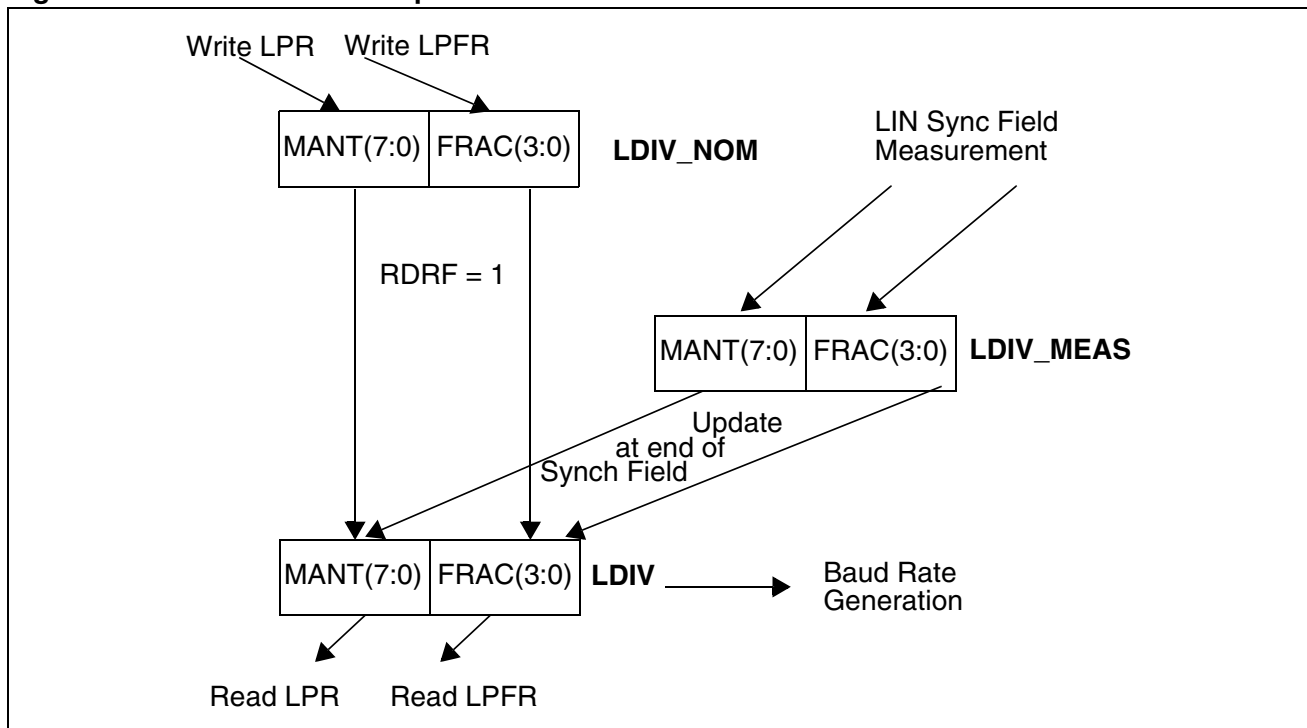 Write LPR Write LPFR
MANT(7:0) FRAC(3:0) LDIV_NOM
LIN Sync Field
Measurement
RDRF = 1
MANT(7:0) FRAC(3:0) LDIV_MEAS
Update
at end of
Synch Field
MANT(7:0) FRAC(3:0) LDIV
Baud Rate
Generation
Read LPR Read LPFR